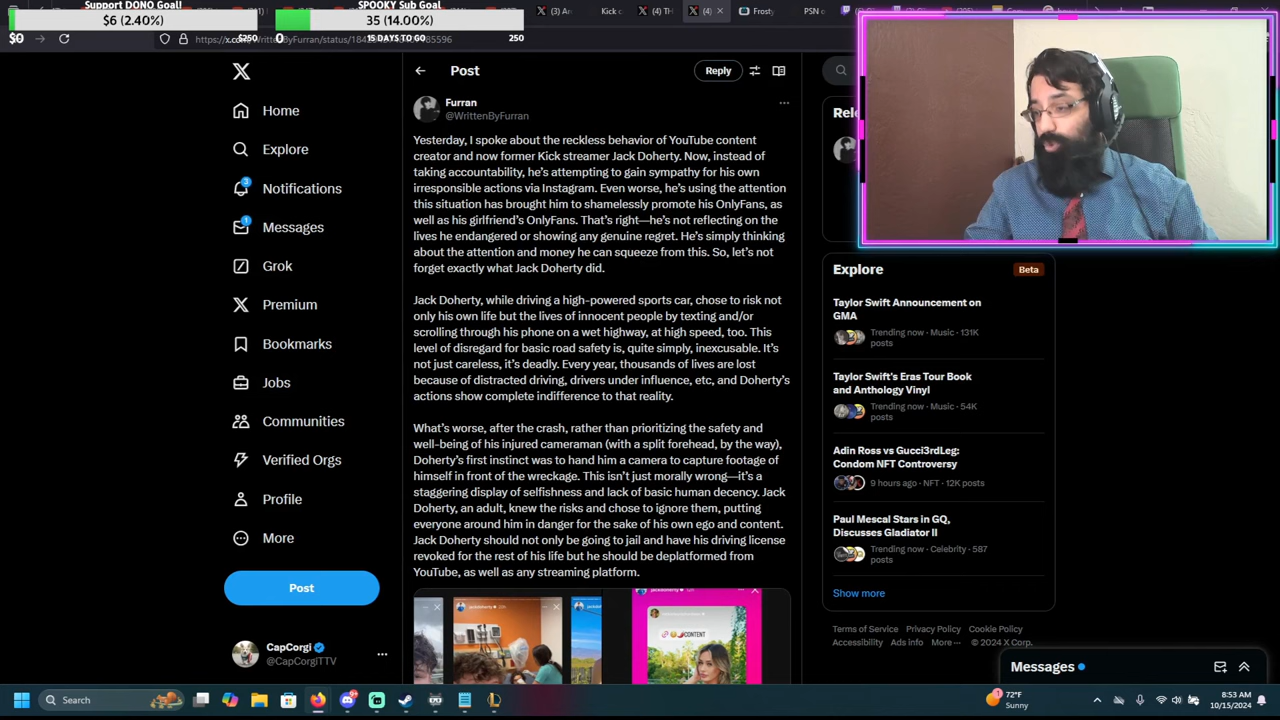 Support DONO Goal!
$6 (2.40%)
$0
$250
SPOOKY Sub Goal
35 (14.00%)
0
15 DAYS TO GO
250
Post
Reply
Home
Explore
3
Notifications
1
Messages
Grok
Premium
Bookmarks
Jobs
Communities
Verified Orgs
Profile
More
Post
CapCorgi
@CapCorgiTTV
Furran
@WrittenByFurran
Yesterday, I spoke about the reckless behavior of YouTube content
creator and now former Kick streamer Jack Doherty. Now, instead of
taking accountability, he's attempting to gain sympathy for his own
irresponsible actions via Instagram. Even worse, he's using the attention
this situation has brought him to shamelessly promote his OnlyFans, as
well as his girlfriend's OnlyFans. That's right—he's not reflecting on the
lives he endangered or showing any genuine regret. He's simply thinking
about the attention and money he can squeeze from this. So, let's not
forget exactly what Jack Doherty did.
Jack Doherty, while driving a high-powered sports car, chose to risk not
only his own life but the lives of innocent people by texting and/or
scrolling through his phone on a wet highway, at high speed, too. This
level of disregard for basic road safety is, quite simply, inexcusable. It's
not just careless, it's deadly. Every year, thousands of lives are lost
because of distracted driving, drivers under influence, etc, and Doherty's
actions show complete indifference to that reality.
What's worse, after the crash, rather than prioritizing the safety and
well-being of his injured cameraman (with a split forehead, by the way),
Doherty's first instinct was to hand him a camera to capture footage of
himself in front of the wreckage. This isn't just morally wrong—it's a
staggering display of selfishness and lack of basic human decency. Jack
Doherty, an adult, knew the risks and chose to ignore them, putting
everyone around him in danger for the sake of his own ego and content.
Jack Doherty should not only be going to jail and have his driving license
revoked for the rest of his life but he should be deplatformed from
YouTube, as well as any streaming platform.
jackdoherty
CONTENT
Explore
Beta
Taylor Swift Announcement on
GMA
Trending now · Music · 131K
posts
Taylor Swift's Eras Tour Book
and Anthology Vinyl
Trending now · Music · 54K
posts
Adin Ross vs Gucci3rdLeg:
Condom NFT Controversy
9 hours ago · NFT · 12K posts
Paul Mescal Stars in GQ,
Discusses Gladiator II
Trending now · Celebrity · 587
posts
Show more
Terms of Service Privacy Policy Cookie Policy
Accessibility Ads info More ··· © 2024 X Corp.
Messages
Search
72°F
Sunny
8:53 AM
10/15/2024